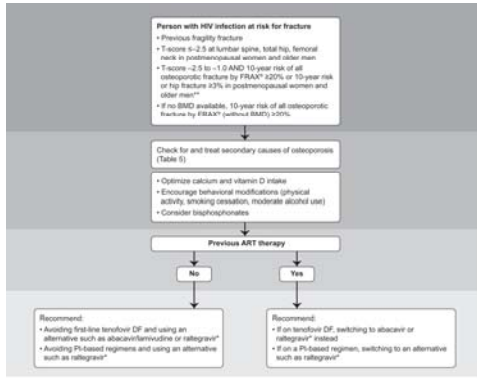 Person with HIV infection at risk for fracture
• Previous fragility fracture
• T-score ≤–2.5 at lumbar spine, total hip, femoral
neck in postmenopausal women and older men
• T-score –2.5 to –1.0 AND 10-year risk of all
osteoporotic fracture by FRAX ≥20% or 10-year risk
or hip fracture ≥3% in postmenopausal women and
older men
• If no BMD available, 10-year risk of all osteoporotic
fracture by FRAX (without BMD) ≥20%
Check for and treat secondary causes of osteoporosis
(Table 5)
• Optimize calcium and vitamin D intake
• Encourage behavioral modifications (physical
activity, smoking cessation, moderate alcohol use)
• Consider bisphosphonates
Previous ART therapy
No
Yes
Recommend:
• Avoiding first-line tenofovir DF and using an
alternative such as abacavir/lamivudine or raltegravir*
• Avoiding PI-based regimens and using an alternative
such as raltegravir*
Recommend:
• If on tenofovir DF, switching to abacavir or
raltegravir* instead
• If on a PI-based regimen, switching to an alternative
such as raltegravir*